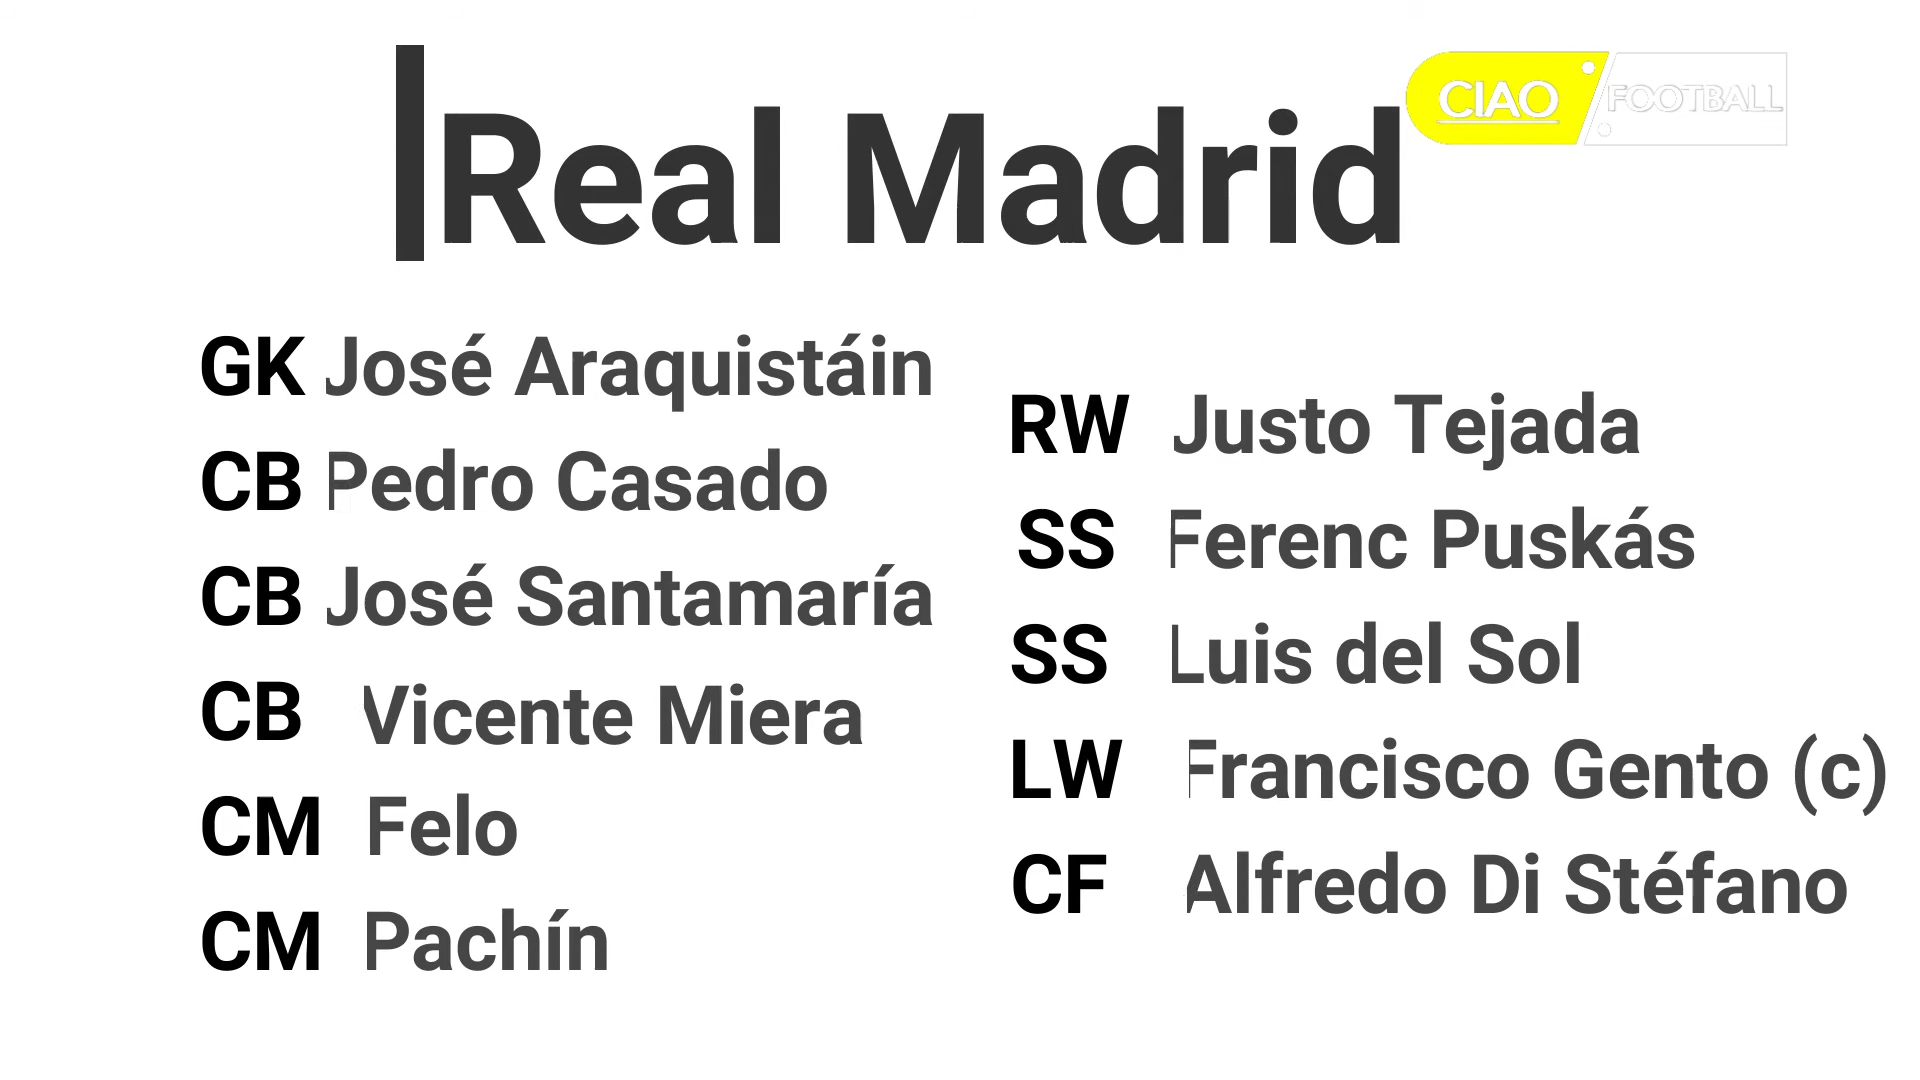 Real Madrid
CIAO FOOTBALL
GK José Araquistáin
CB Pedro Casado
CB José Santamaría
CB Vicente Miera
CM Felo
CM Pachín
RW Justo Tejada
SS Ferenc Puskás
SS Luis del Sol
LW Francisco Gento (c)
CF Alfredo Di Stéfano